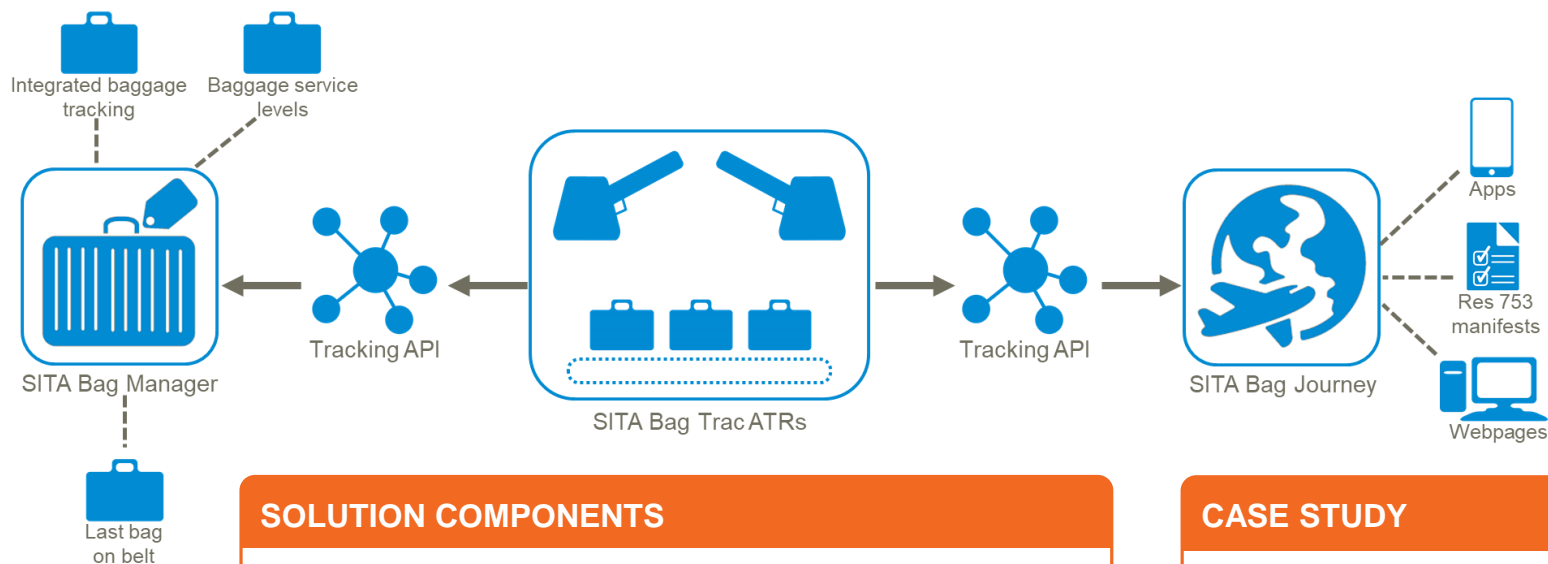 Integrated baggage
tracking
Baggage service
levels
SITA Bag Manager
Last bag
on belt
Tracking API
SITA Bag Trac ATRs
Tracking API
SITA Bag Journey
Apps
Res 753
manifests
Webpages
SOLUTION COMPONENTS
CASE STUDY